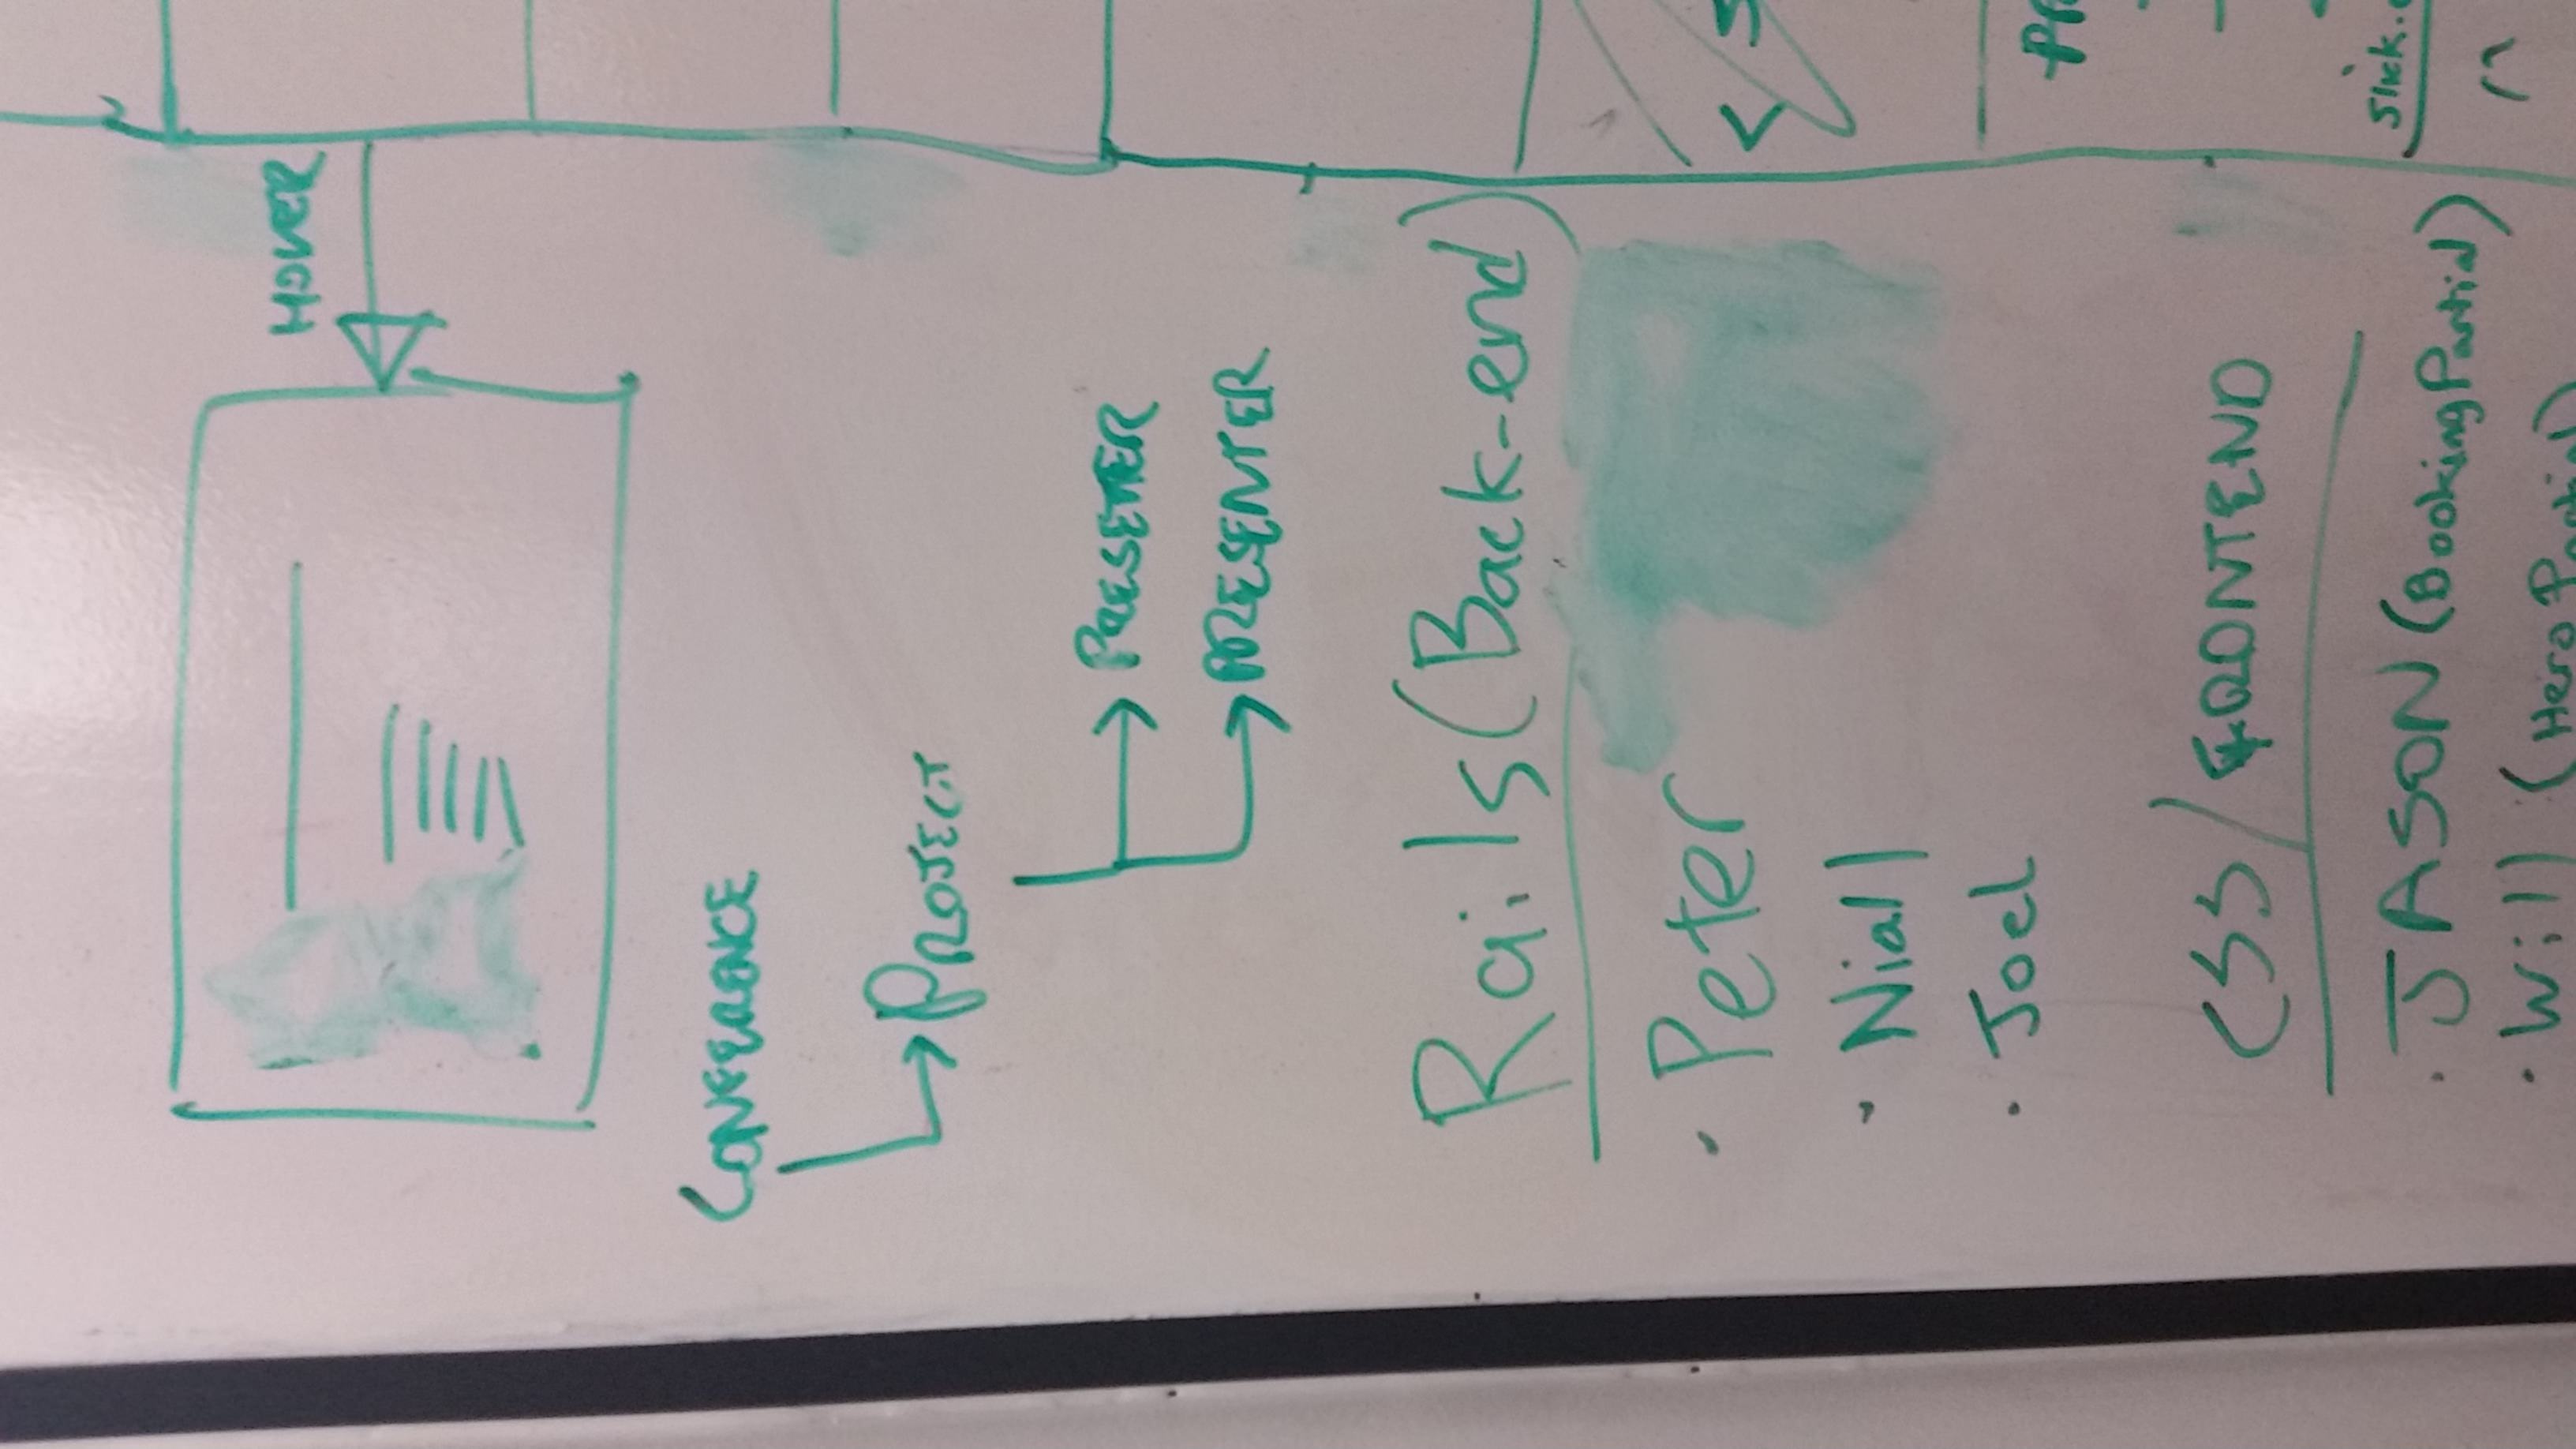 HOVER
CONFERENCE
PROJECT
PRESETTER
PRESENTER
Rails (Back-end)
· Peter
· Niall
· Joel
CSS / FRONTEND
· JASON (Booking Partial)
· Will (Hero Partial)
< S
PR
slick.